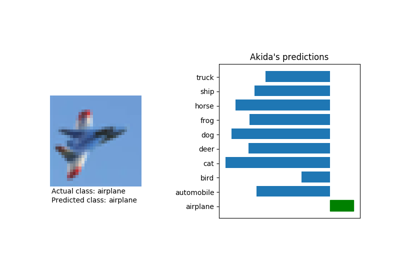 Akida's predictions
truck
ship
horse
frog
dog
deer
cat
bird
automobile
airplane
Actual class: airplane
Predicted class: airplane